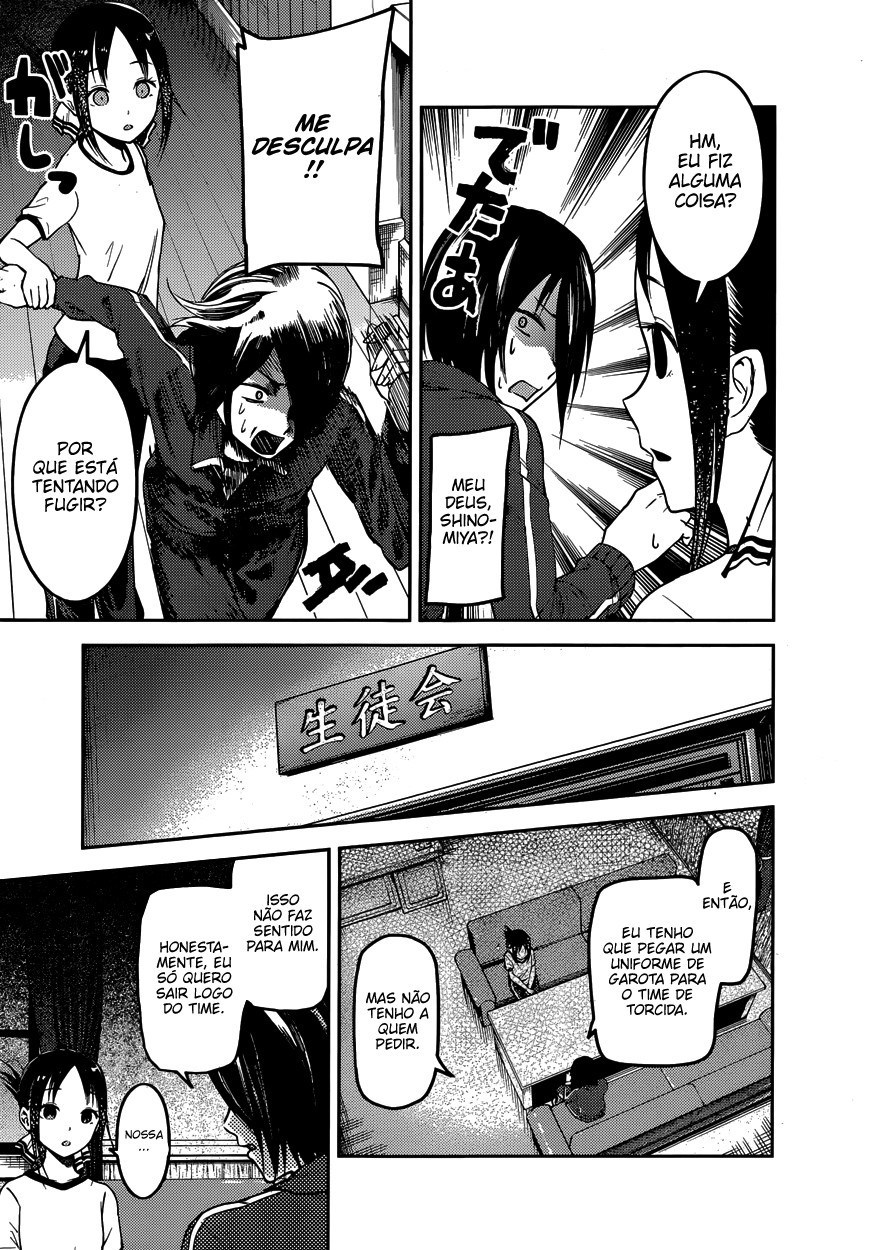 HM,
EU FIZ
ALGUMA
COISA?
でたぁ
MEU
DEUS,
SHINO-
MIYA?!
ME
DESCULPA
!!
がしっ
POR
QUE ESTÁ
TENTANDO
FUGIR?
生徒会
E
ENTÃO,
EU TENHO
QUE PEGAR UM
UNIFORME DE
GAROTA PARA
O TIME DE
TORCIDA.
MAS NÃO
TENHO A
QUEM
PEDIR.
ISSO
NÃO FAZ
SENTIDO
PARA MIM.
HONESTA-
MENTE, EU
SÓ QUERO
SAIR LOGO
DO TIME.
NOSSA
...